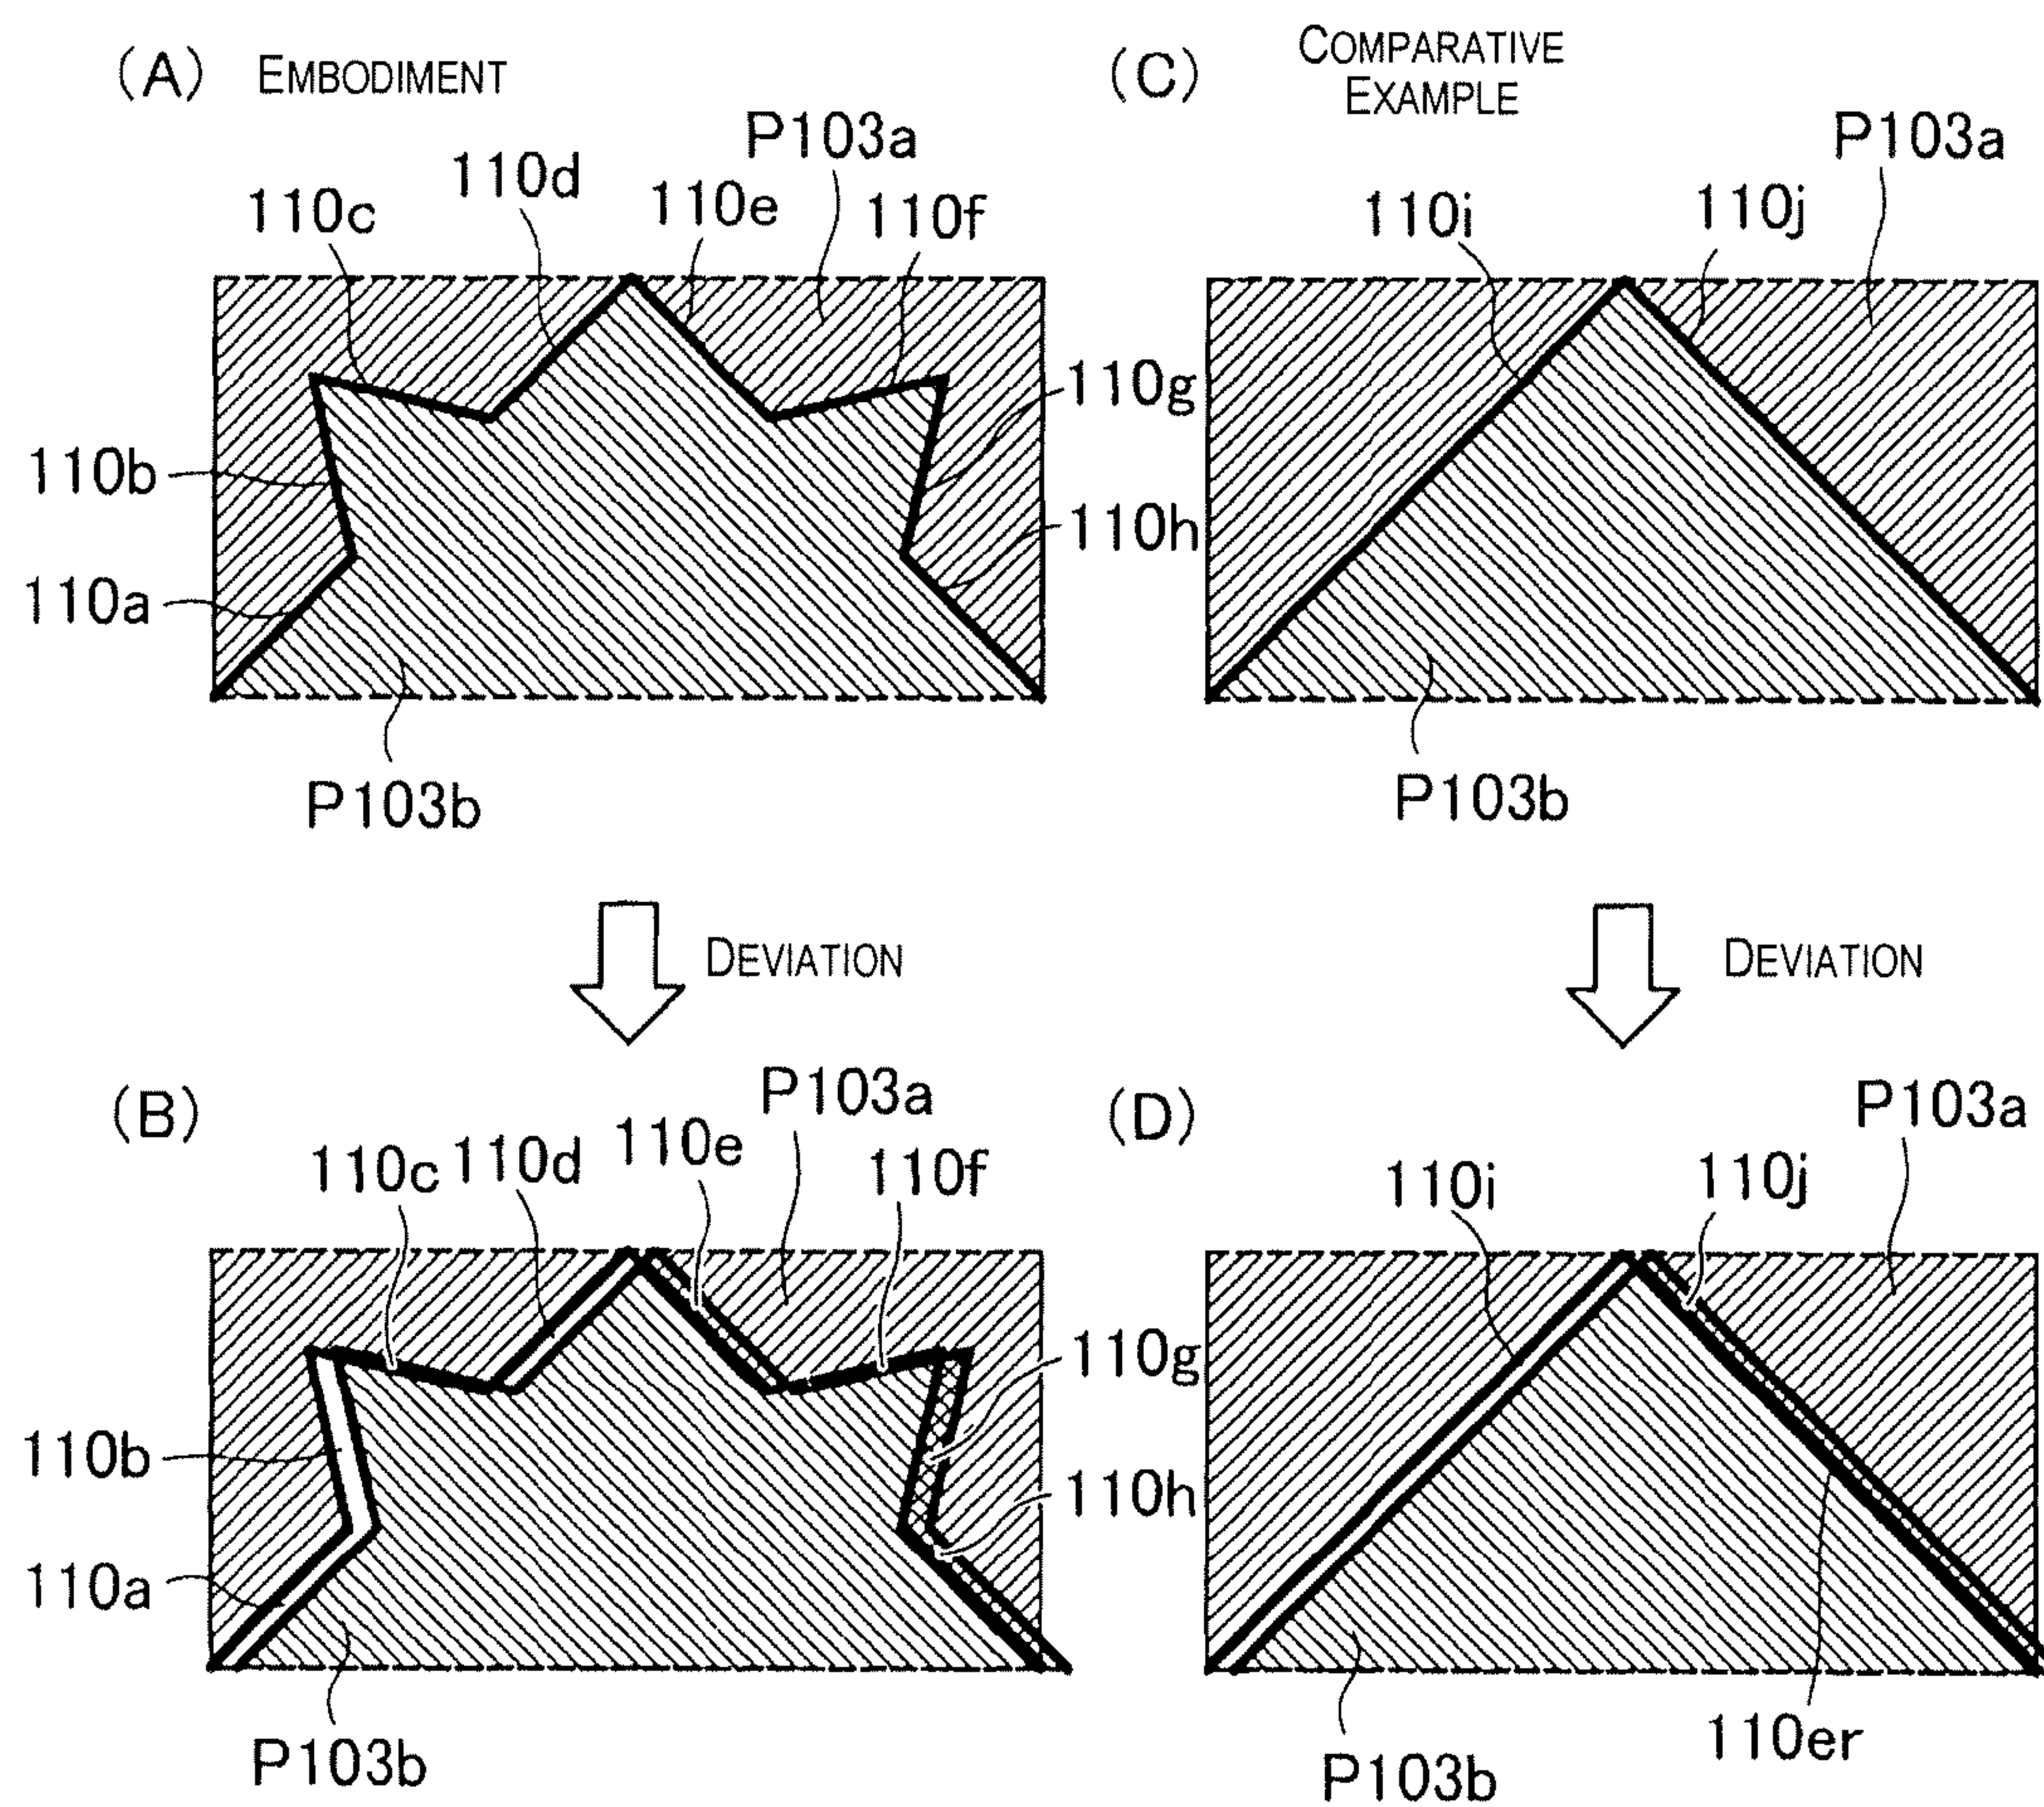 (A) EMBODIMENT
P103a
110d
110e
110c
110f
110g
110b
110h
110a
P103b
(C) COMPARATIVE
EXAMPLE
P103a
110i
110j
P103b
DEVIATION
DEVIATION
(B)
P103a
110e
110c
110d
110f
110g
110b
110h
110a
P103b
(D)
P103a
110i
110j
110er
P103b